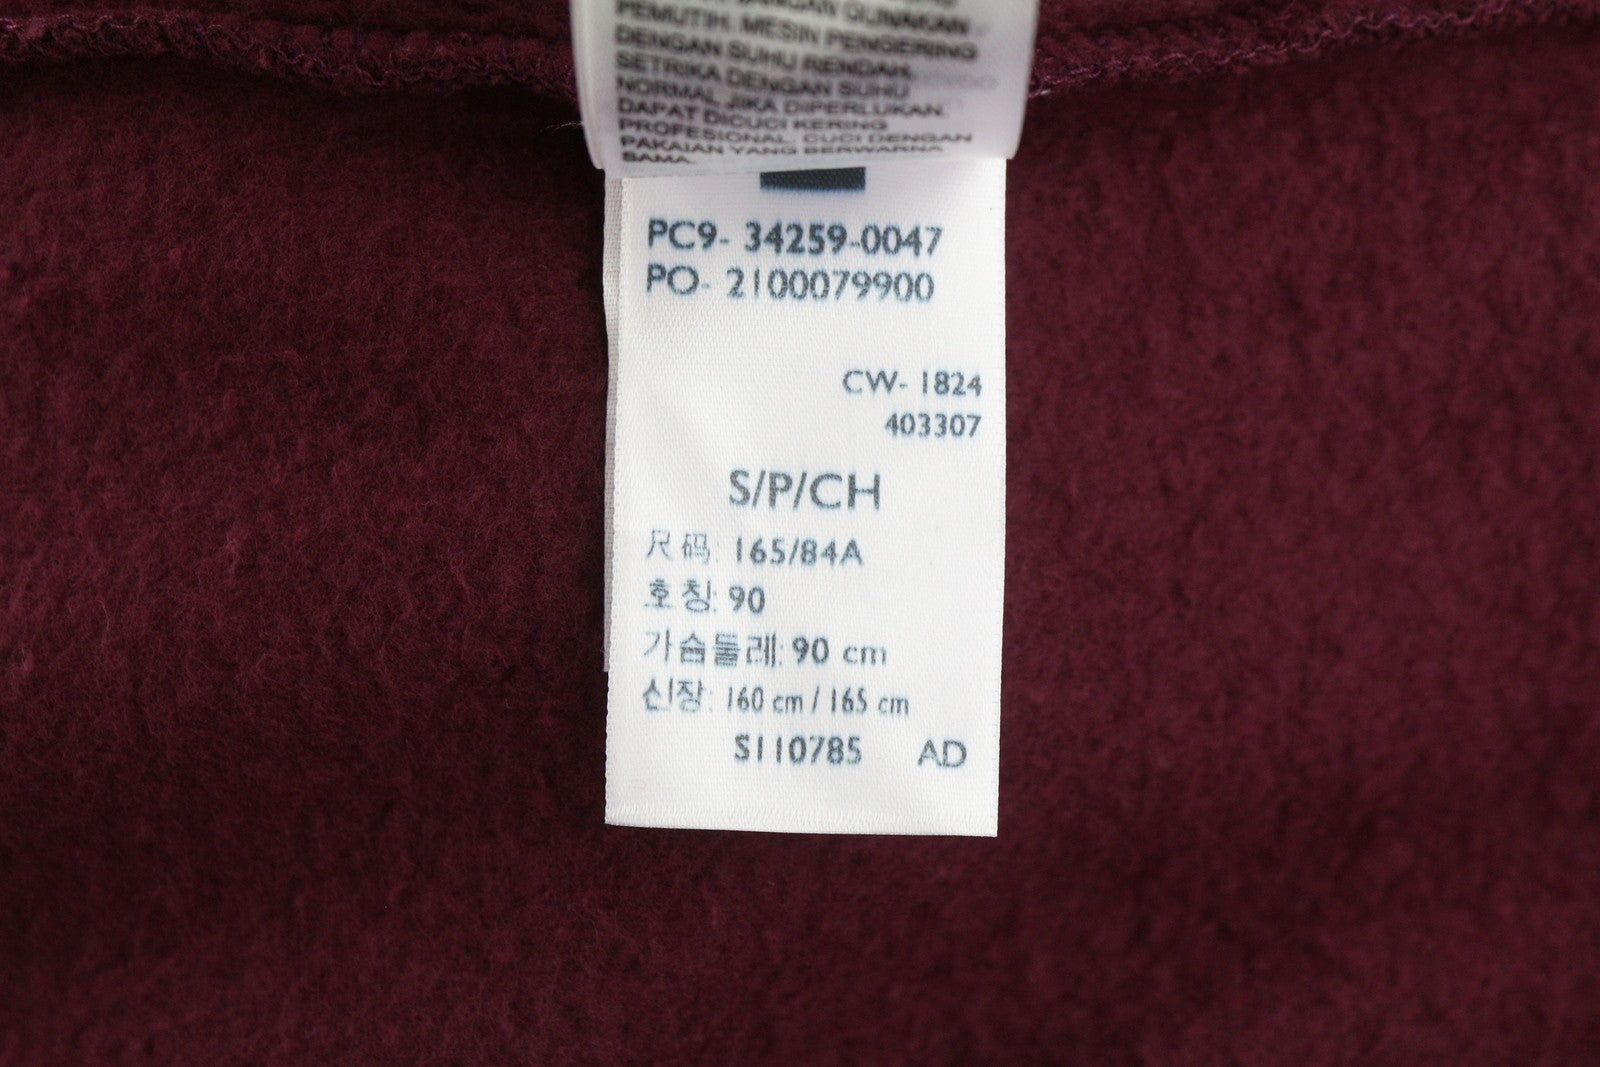 JANGAN GUNAKAN
PEMUTIH. MESIN PENGERING
DENGAN SUHU RENDAH.
SETRIKA DENGAN SUHU
NORMAL JIKA DIPERLUKAN.
DAPAT DICUCI KERING
PROFESIONAL. CUCI DENGAN
PAKAIAN YANG BERWARNA
SAMA.
PC9- 34259-0047
PO- 2100079900
CW- 1824
403307
S/P/CH
尺码: 165/84A
호칭: 90
가슴둘레: 90 cm
신장: 160 cm / 165 cm
S110785 AD